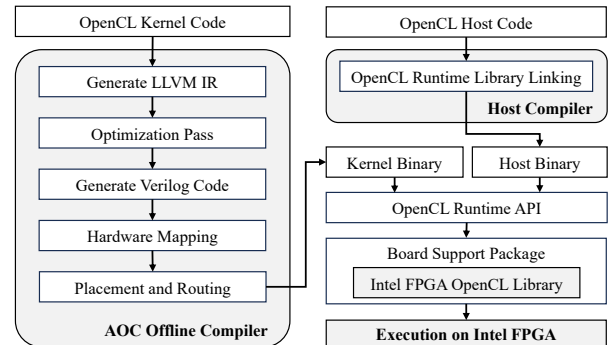 OpenCL Kernel Code
Generate LLVM IR
Optimization Pass
Generate Verilog Code
Hardware Mapping
Placement and Routing
AOC Offline Compiler
OpenCL Host Code
OpenCL Runtime Library Linking
Host Compiler
Kernel Binary
Host Binary
OpenCL Runtime API
Board Support Package
Intel FPGA OpenCL Library
Execution on Intel FPGA